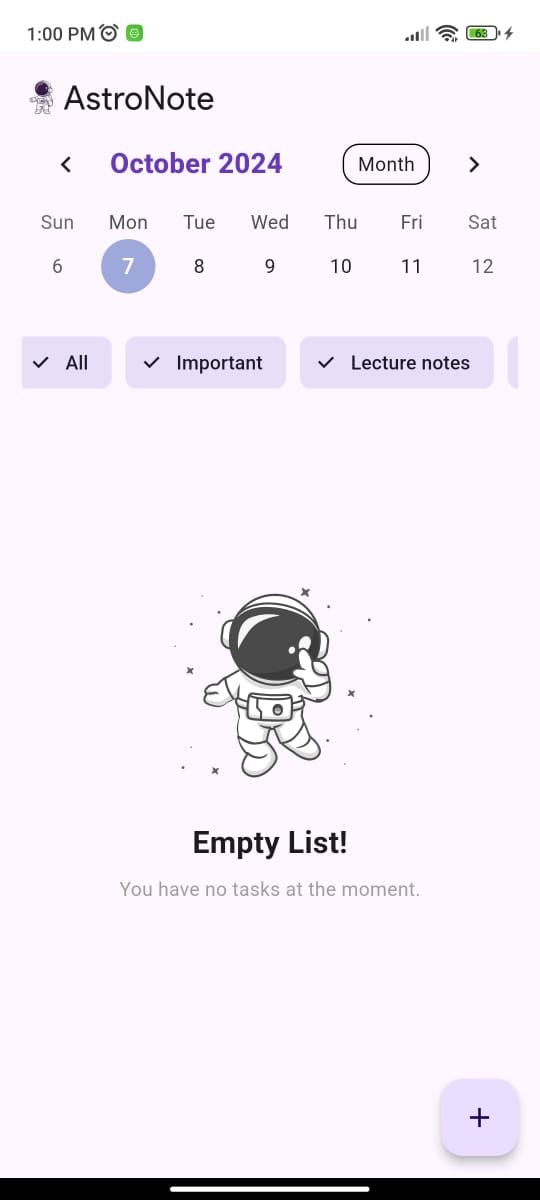 1:00 PM 63
AstroNote
October 2024 Month
Sun Mon Tue Wed Thu Fri Sat
6 7 8 9 10 11 12
All Important Lecture notes
Empty List!
You have no tasks at the moment.